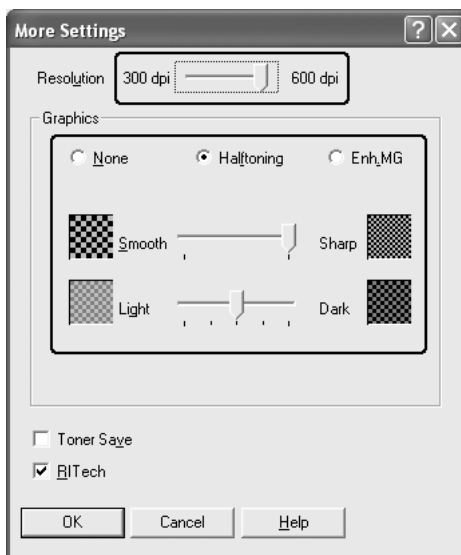 More Settings
Resolution 300 dpi 600 dpi
Graphics
None Halftoning Enh.MG
Smooth Sharp
Light Dark
Toner Save
RITech
OK Cancel Help